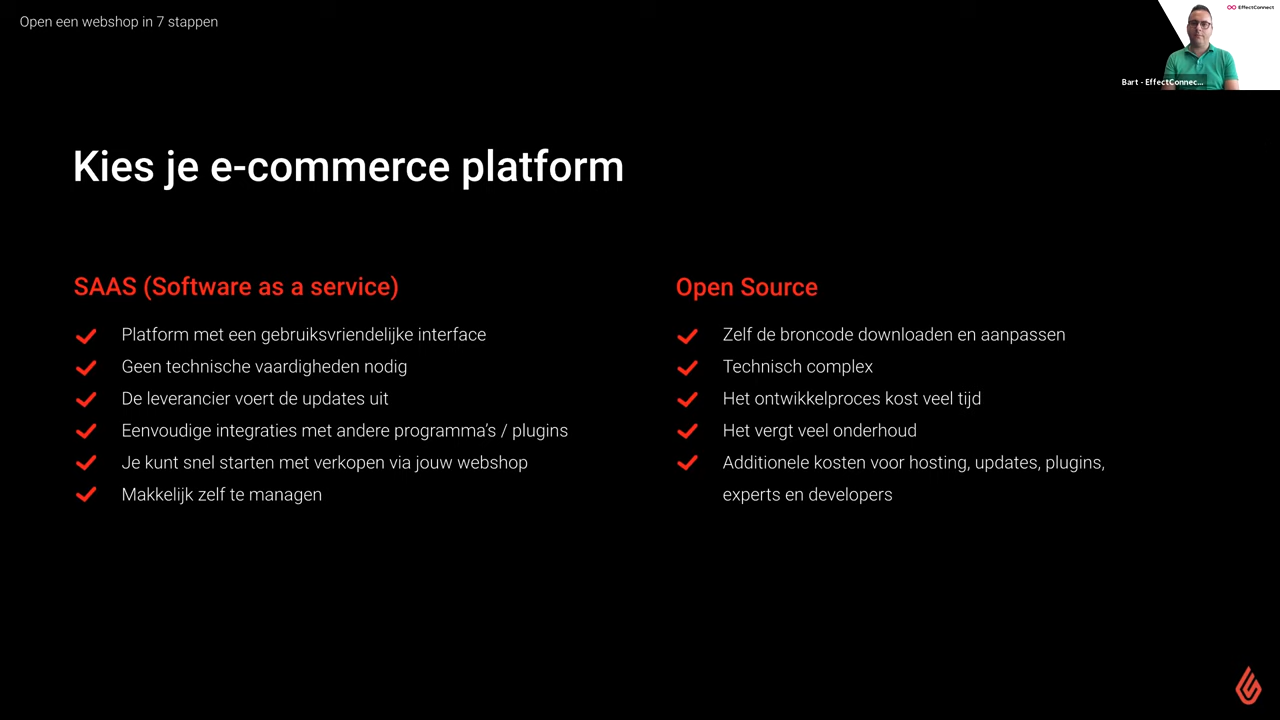 Open een webshop in 7 stappen
EffectConnect
Bart - EffectConnec...
Kies je e-commerce platform
SAAS (Software as a service)
Platform met een gebruiksvriendelijke interface
Geen technische vaardigheden nodig
De leverancier voert de updates uit
Eenvoudige integraties met andere programma's / plugins
Je kunt snel starten met verkopen via jouw webshop
Makkelijk zelf te managen
Open Source
Zelf de broncode downloaden en aanpassen
Technisch complex
Het ontwikkelproces kost veel tijd
Het vergt veel onderhoud
Additionele kosten voor hosting, updates, plugins,
experts en developers